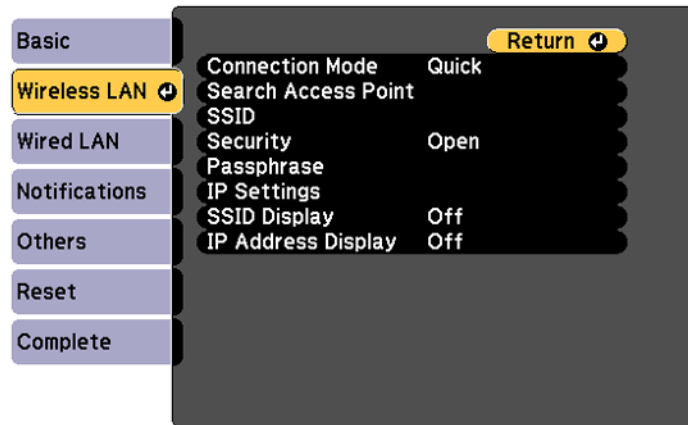 Basic
Wireless LAN
Wired LAN
Notifications
Others
Reset
Complete
Return
Connection Mode Quick
Search Access Point
SSID
Security Open
Passphrase
IP Settings
SSID Display Off
IP Address Display Off